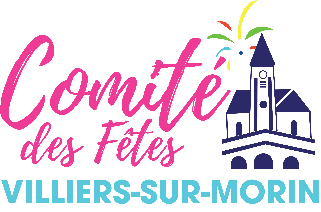 Comité
des Fêtes
VILLIERS-SUR-MORIN